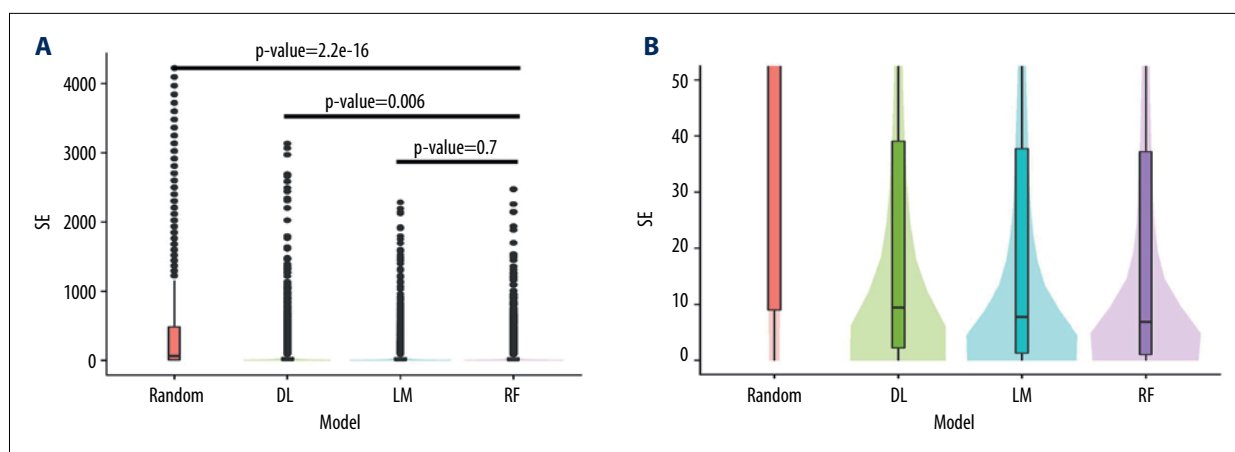 A
p-value=2.2e-16
p-value=0.006
p-value=0.7
4000
3000
2000
1000
0
SE
Random DL LM RF
Model
B
50
40
30
20
10
0
SE
Random DL LM RF
Model